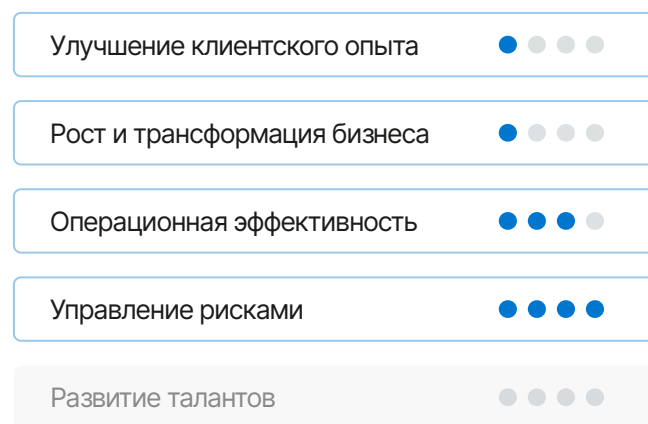 Улучшение клиентского опыта
Рост и трансформация бизнеса
Операционная эффективность
Управление рисками
Развитие талантов